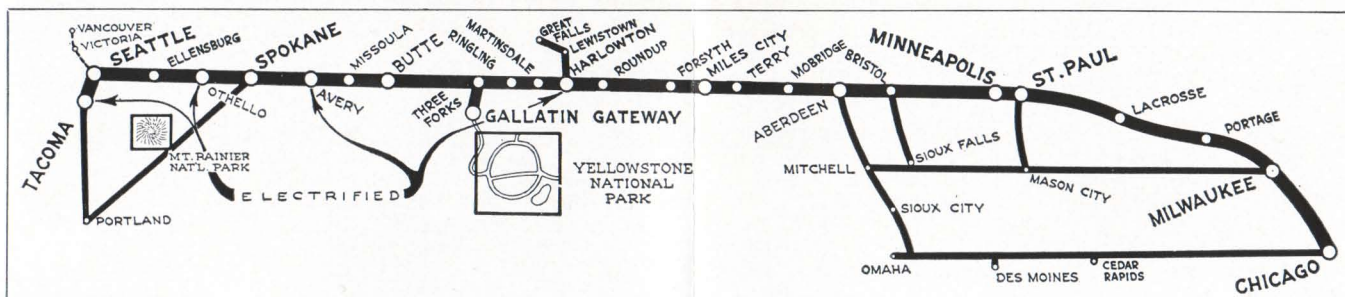 VANCOUVER
VICTORIA
SEATTLE
ELLENSBURG
OTHELLO
SPOKANE
AVERY
MISSOULA
BUTTE
THREE
FORKS
RINGLING
MARTINSDALE
GREAT
FALLS
LEWISTOWN
HARLOWTON
ROUNDUP
FORSYTH
MILES CITY
TERRY
MOBRIDGE
ABERDEEN
BRISTOL
MINNEAPOLIS
ST. PAUL
LACROSSE
PORTAGE
MILWAUKEE
CHICAGO
TACOMA
MT. RAINIER
NATL. PARK
PORTLAND
ELECTRIFIED
GALLATIN GATEWAY
YELLOWSTONE
NATIONAL
PARK
MITCHELL
SIOUX FALLS
MASON CITY
SIOUX CITY
OMAHA
DES MOINES
CEDAR
RAPIDS